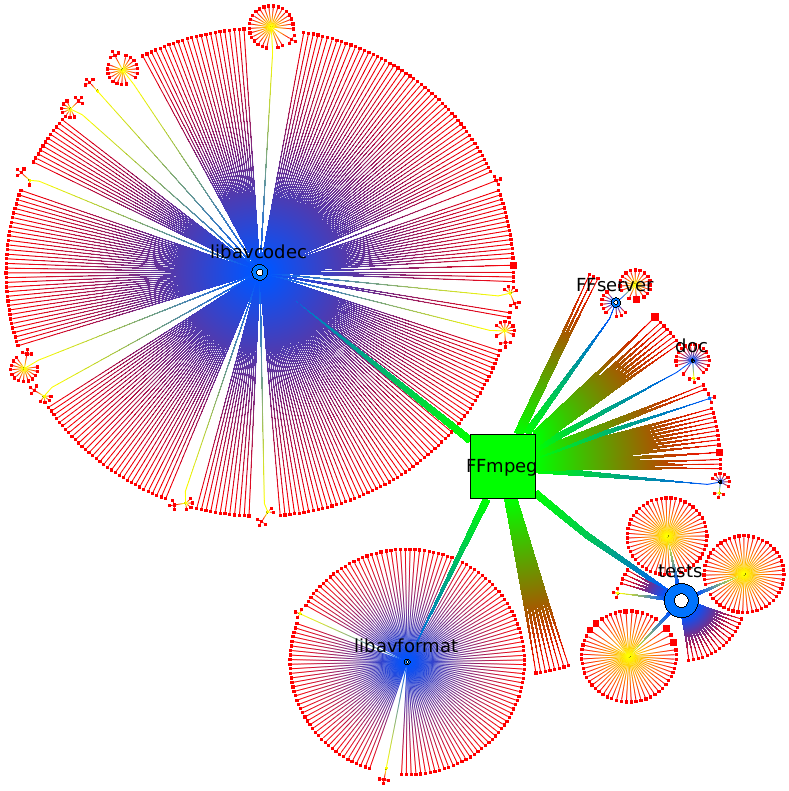 libavcodec
FFserver
doc
FFmpeg
tests
libavformat